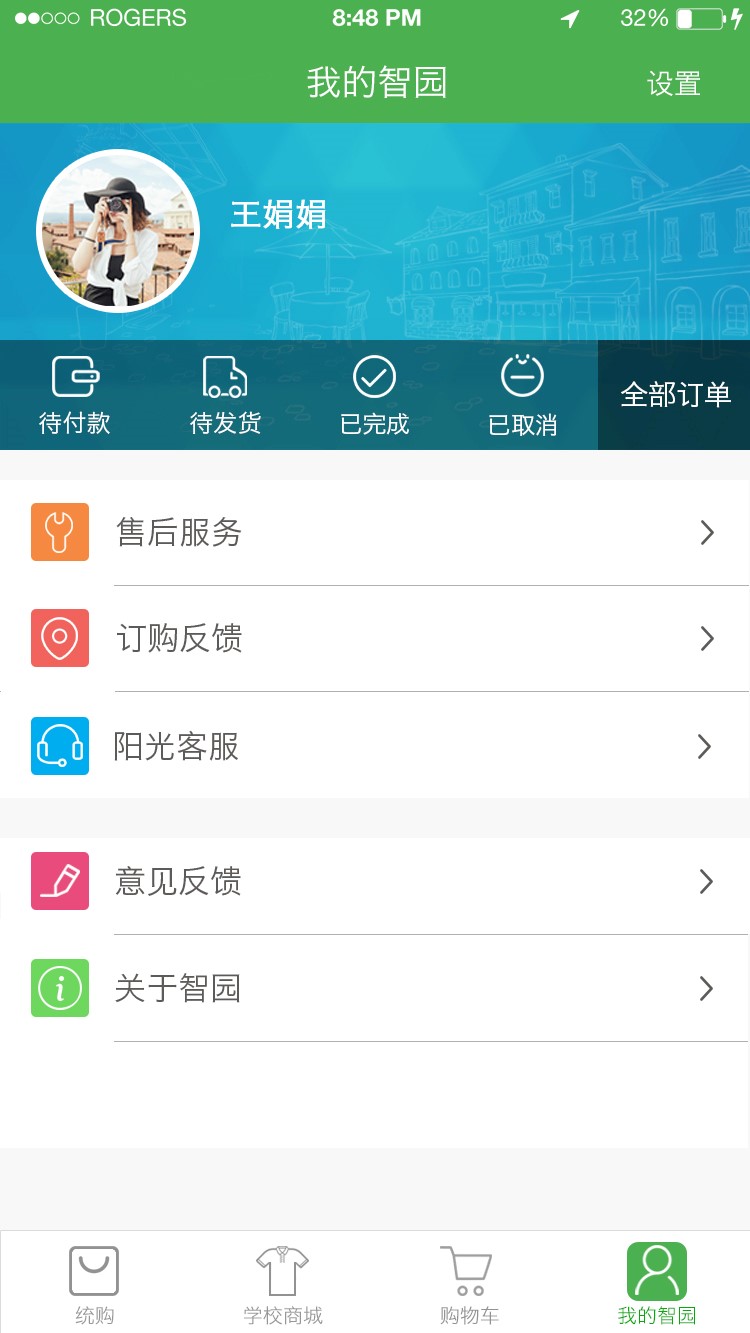 ROGERS 8:48 PM 32%
我的智园 设置
王娟娟
待付款 待发货 已完成 已取消 全部订单
售后服务
订购反馈
阳光客服
意见反馈
关于智园
统购 学校商城 购物车 我的智园